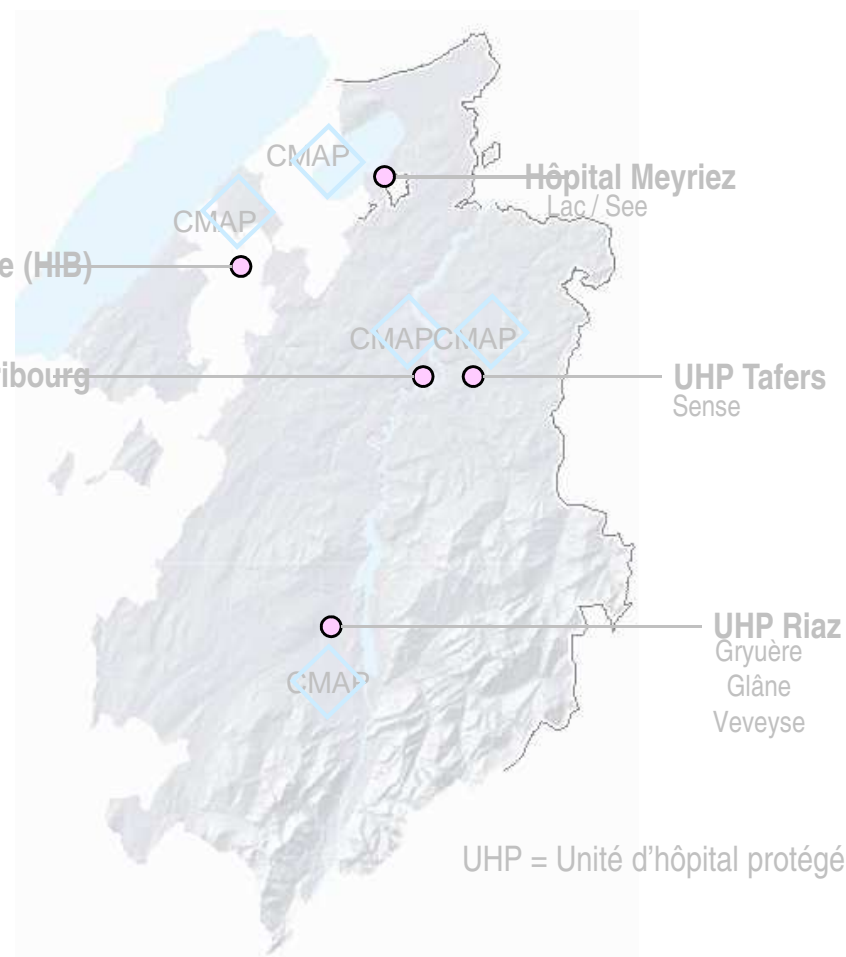 CMAP
Hôpital Meyriez
Lac / See
CMAP
e (HIB)
CMAP
CMAP
ibourg
UHP Tafers
Sense
UHP Riaz
Gryuère
Glâne
Veveyse
CMAP
UHP = Unité d'hôpital protégé